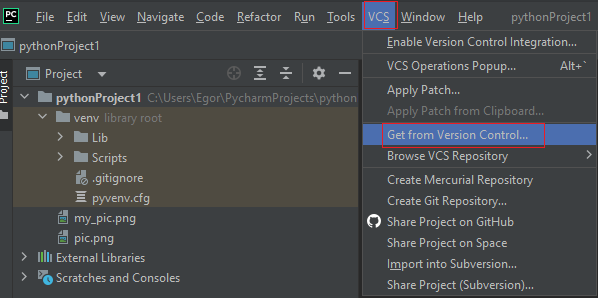 PC File Edit View Navigate Code Refactor Run Tools VCS Window Help pythonProject1
pythonProject1
Project
Project
pythonProject1 C:\Users\Egor\PycharmProjects\python
venv library root
Lib
Scripts
.gitignore
pyvenv.cfg
my_pic.png
pic.png
External Libraries
Scratches and Consoles
Enable Version Control Integration...
VCS Operations Popup... Alt+`
Apply Patch...
Apply Patch from Clipboard...
Get from Version Control...
Browse VCS Repository
Create Mercurial Repository
Create Git Repository...
Share Project on GitHub
Share Project on Space
Import into Subversion...
Share Project (Subversion)...